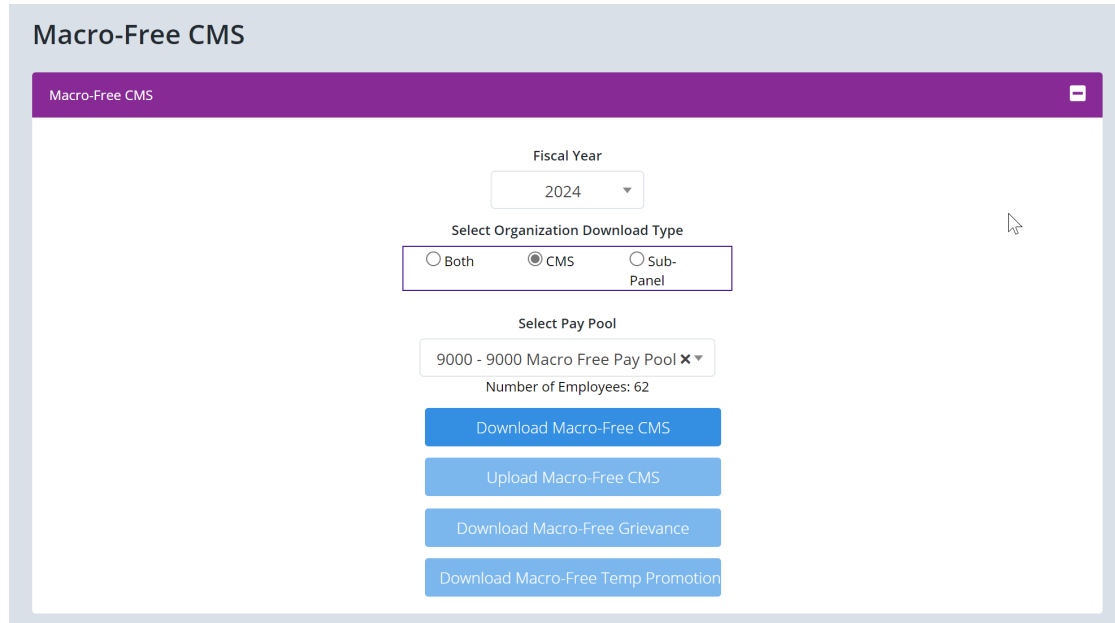 Macro-Free CMS
Macro-Free CMS
Fiscal Year
2024
Select Organization Download Type
Both CMS Sub-
Panel
Select Pay Pool
9000 - 9000 Macro Free Pay Pool
Number of Employees: 62
Download Macro-Free CMS
Upload Macro-Free CMS
Download Macro-Free Grievance
Download Macro-Free Temp Promotion